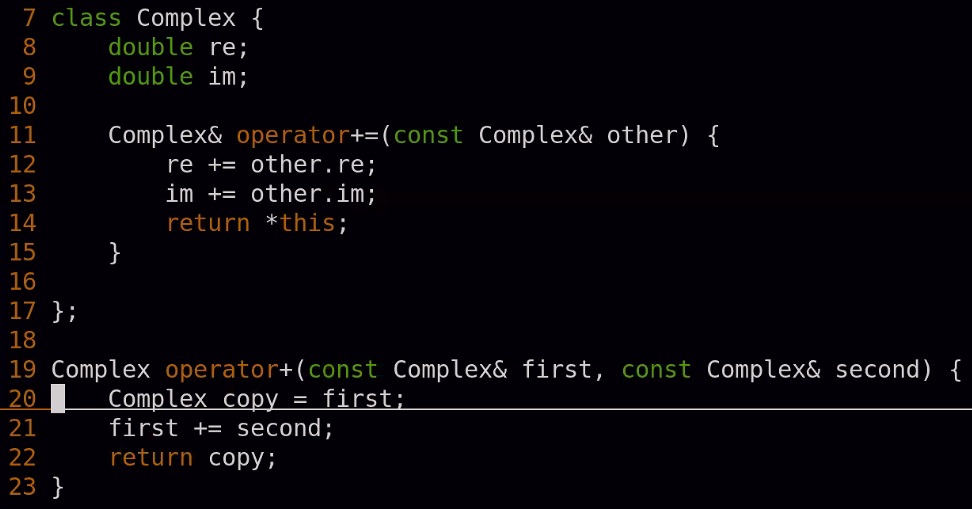 7 class Complex {
8     double re;
9     double im;
10
11     Complex& operator+=(const Complex& other) {
12         re += other.re;
13         im += other.im;
14         return *this;
15     }
16
17 };
18
19 Complex operator+(const Complex& first, const Complex& second) {
20     Complex copy = first;
21     first += second;
22     return copy;
23 }